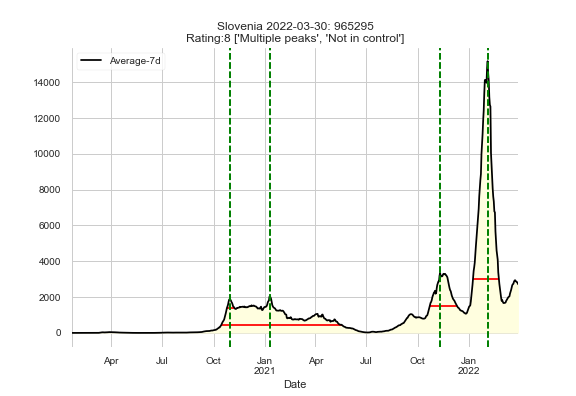 Slovenia 2022-03-30: 965295
Rating:8 ['Multiple peaks', 'Not in control']
Average-7d
14000
12000
10000
8000
6000
4000
2000
0
Apr Jul Oct Jan Apr Jul Oct Jan
2021 2022
Date